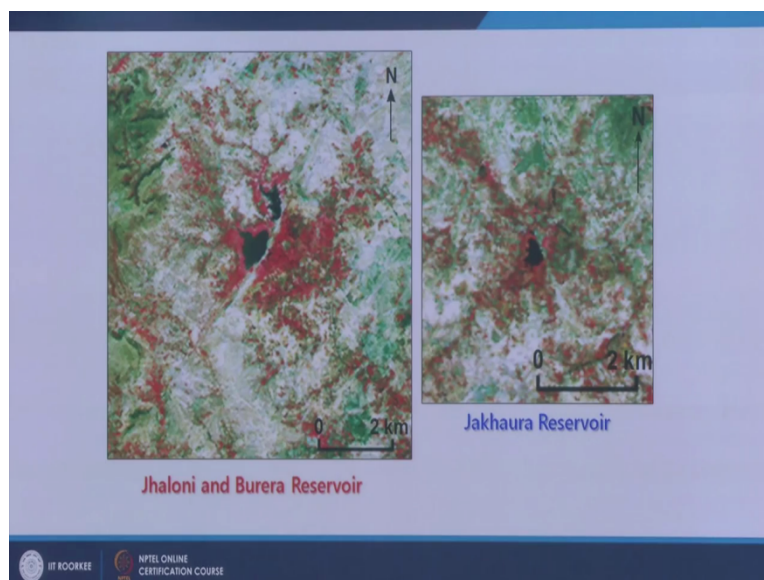 N
0 2 km
N
0 2 km
Jhaloni and Burera Reservoir
Jakhaura Reservoir
IIT ROORKEE
NPTEL ONLINE
CERTIFICATION COURSE